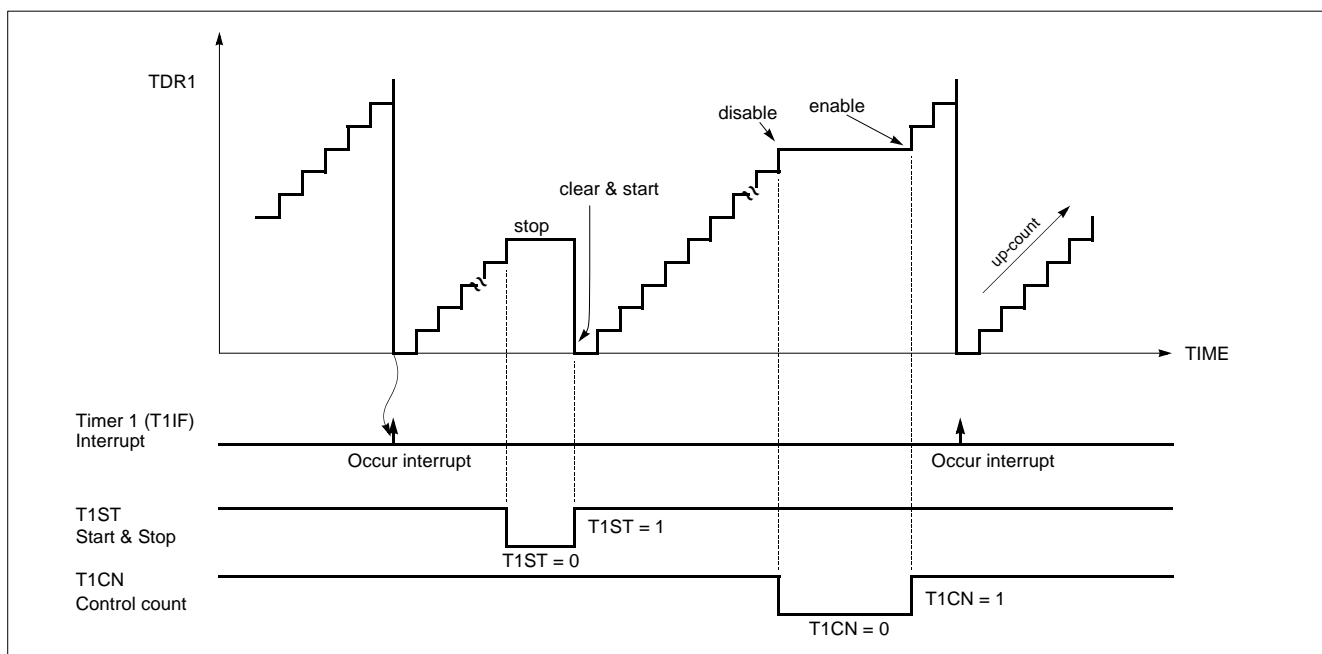 TDR1
disable
enable
clear & start
stop
up-count
TIME
Timer 1 (T1IF)
Interrupt
Occur interrupt
Occur interrupt
T1ST
Start & Stop
T1ST = 1
T1ST = 0
T1CN
Control count
T1CN = 1
T1CN = 0